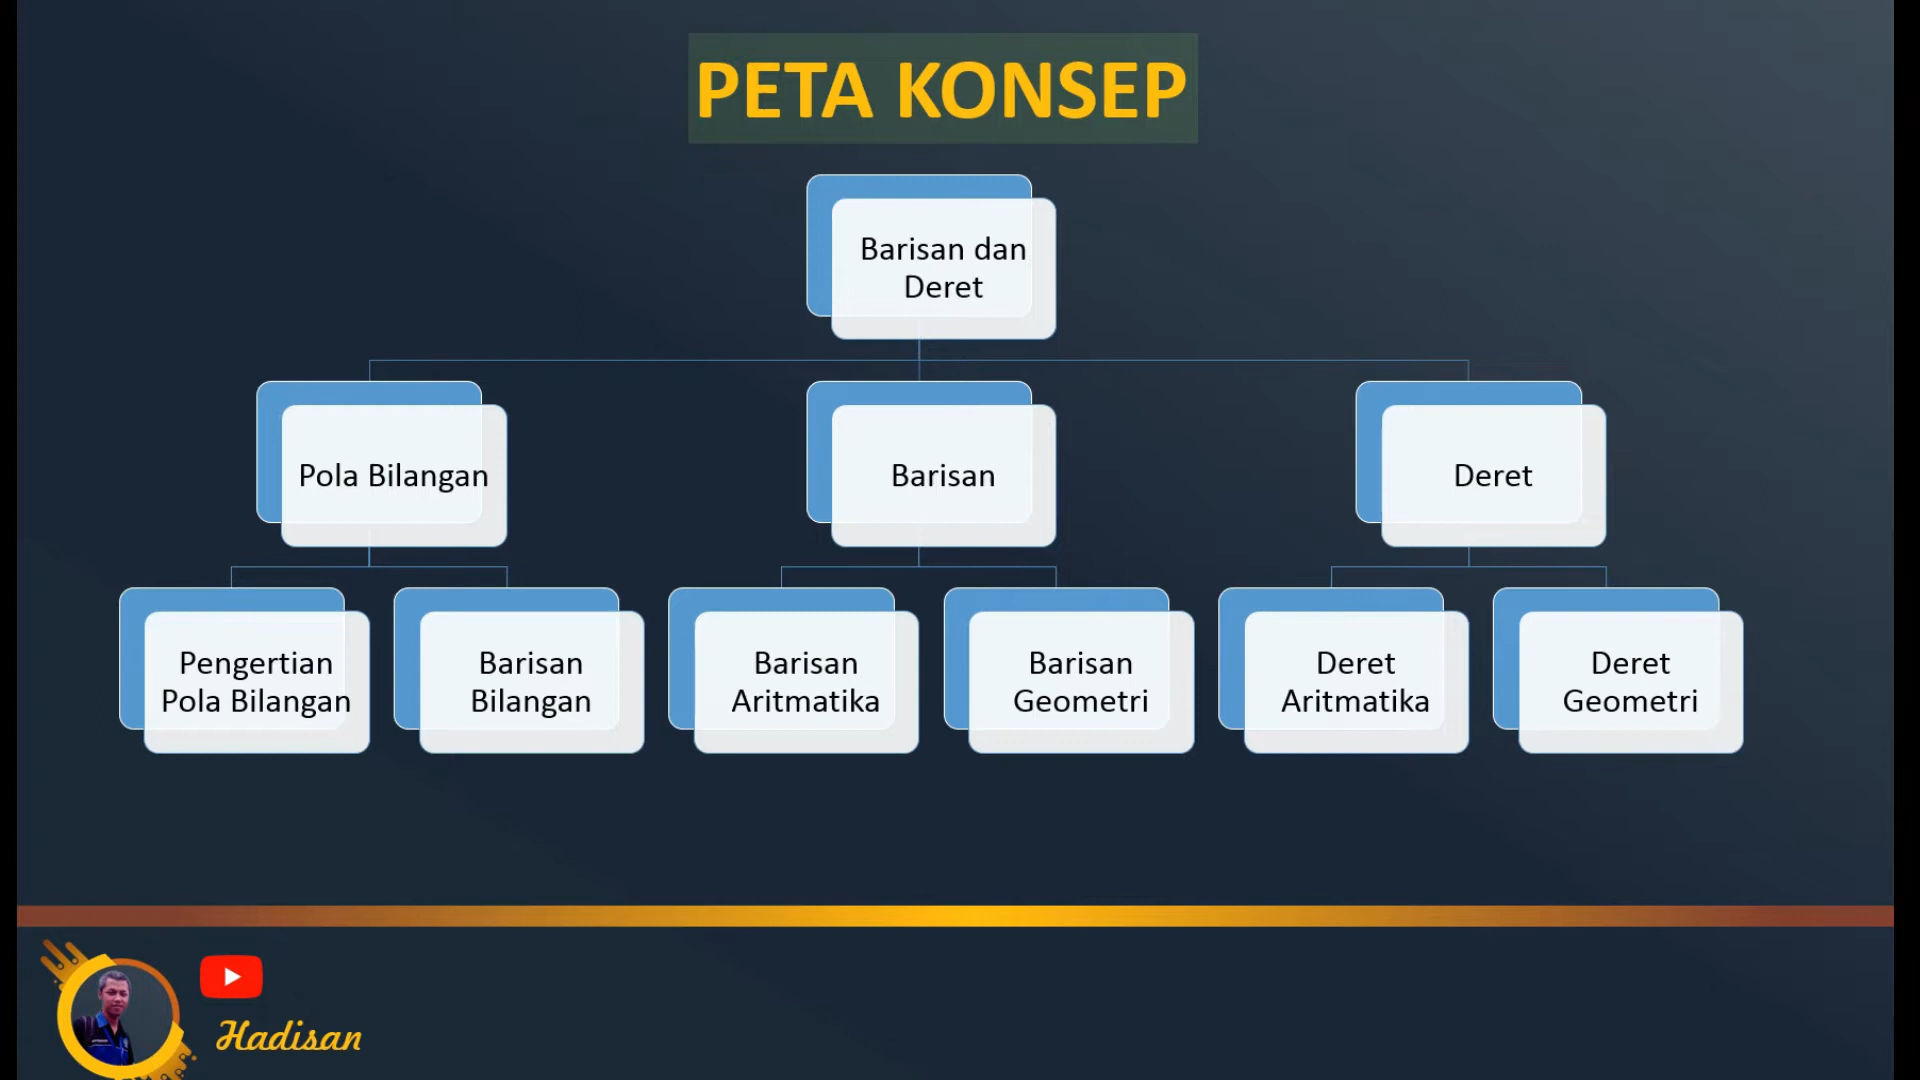 PETA KONSEP
Barisan dan
Deret
Pola Bilangan
Barisan
Deret
Pengertian
Pola Bilangan
Barisan
Bilangan
Barisan
Aritmatika
Barisan
Geometri
Deret
Aritmatika
Deret
Geometri
Hadisan